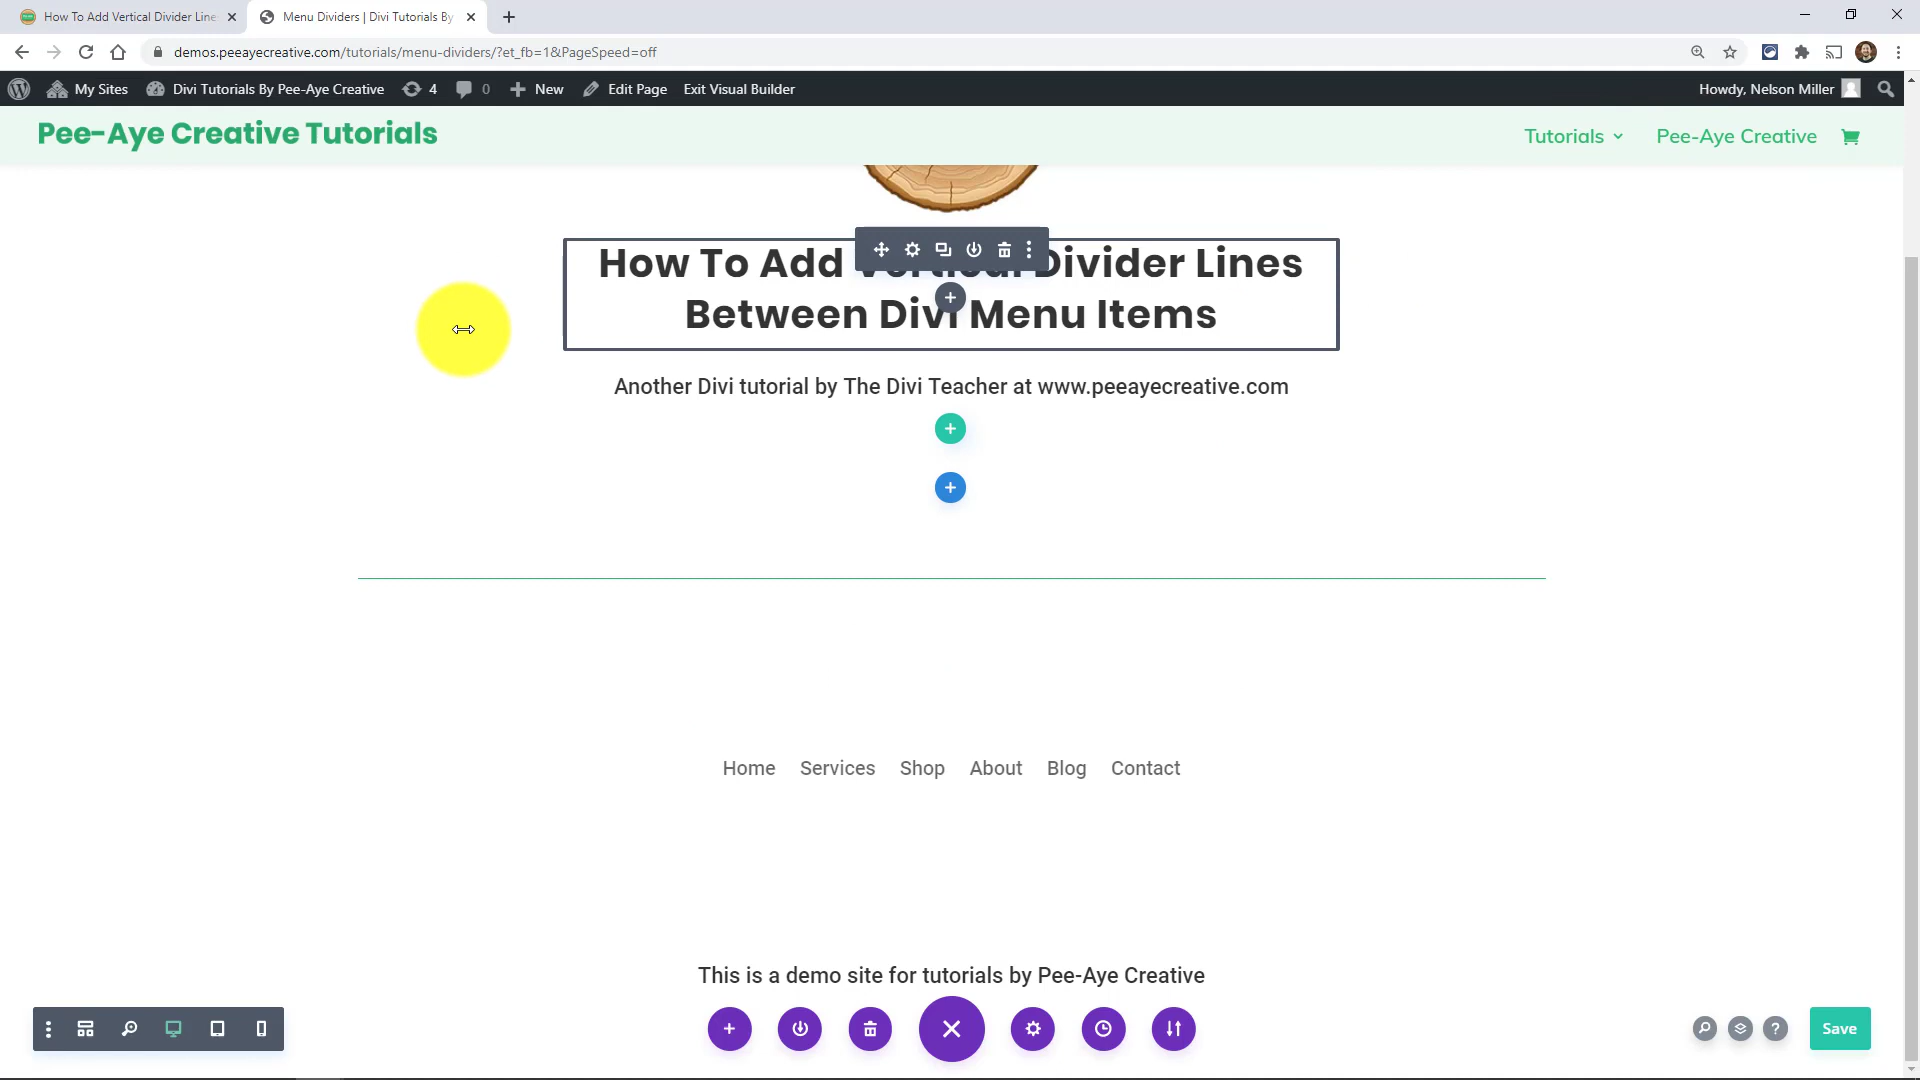 How To Add Vertical Divider Line
Menu Dividers | Divi Tutorials By
demos.peeayecreative.com/tutorials/menu-dividers/?et_fb=1&PageSpeed=off
My Sites
Divi Tutorials By Pee-Aye Creative
4
0
New
Edit Page
Exit Visual Builder
Howdy, Nelson Miller
Pee-Aye Creative Tutorials
Tutorials
Pee-Aye Creative
How To Add Vertical Divider Lines
Between Divi Menu Items
Another Divi tutorial by The Divi Teacher at www.peeayecreative.com
Home Services Shop About Blog Contact
This is a demo site for tutorials by Pee-Aye Creative
Save